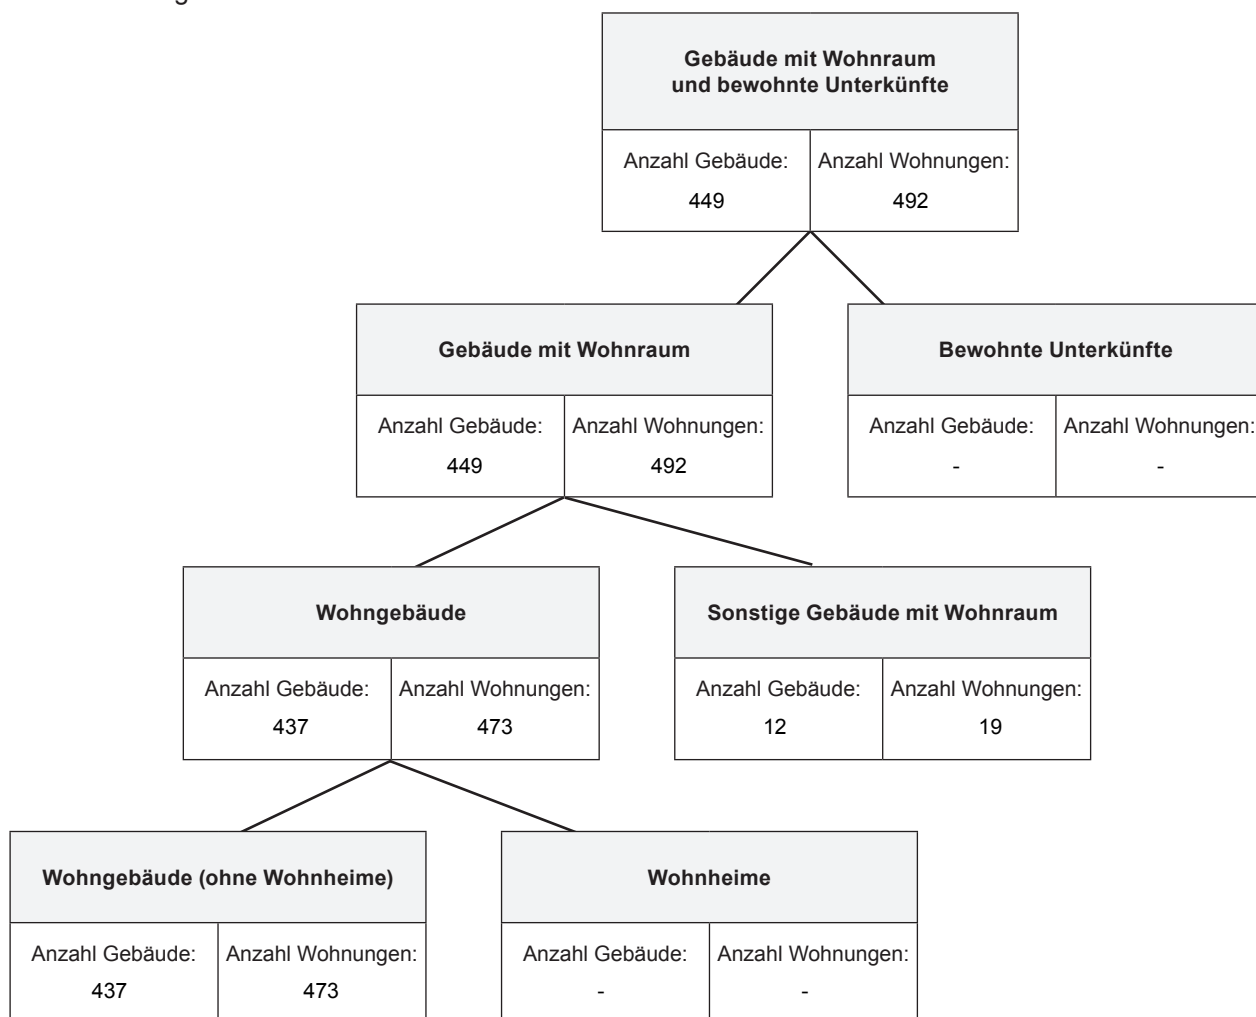 Gebäude mit Wohnraum
und bewohnte Unterkünfte
Anzahl Gebäude: Anzahl Wohnungen:
449 492
Gebäude mit Wohnraum Bewohnte Unterkünfte
Anzahl Gebäude: Anzahl Wohnungen: Anzahl Gebäude: Anzahl Wohnungen:
449 492 - -
Wohngebäude Sonstige Gebäude mit Wohnraum
Anzahl Gebäude: Anzahl Wohnungen: Anzahl Gebäude: Anzahl Wohnungen:
437 473 12 19
Wohngebäude (ohne Wohnheime) Wohnheime
Anzahl Gebäude: Anzahl Wohnungen: Anzahl Gebäude: Anzahl Wohnungen:
437 473 - -